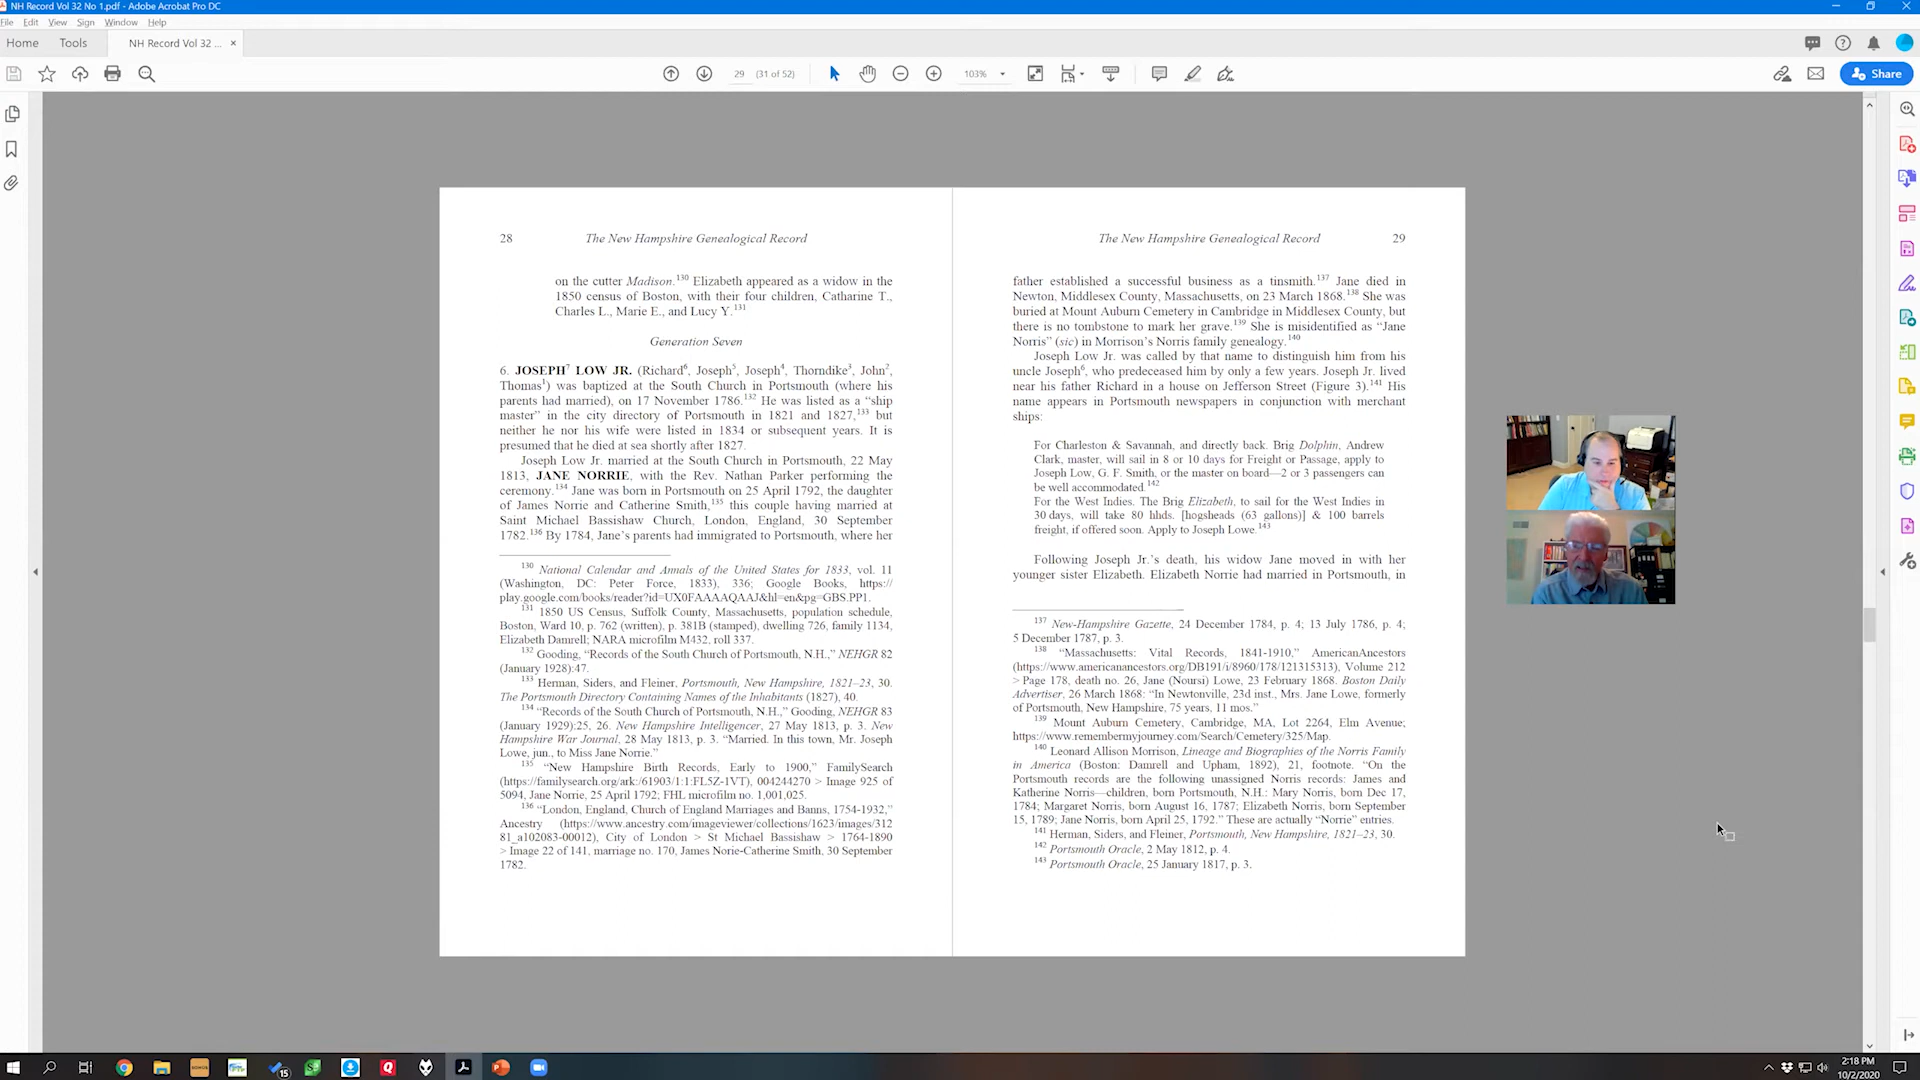 NH Record Vol 32 No 1.pdf - Adobe Acrobat Pro DC
File Edit View Sign Window Help
Home Tools NH Record Vol 32 ... ×
29 (31 of 52) 103% Share
28 The New Hampshire Genealogical Record
on the cutter Madison.130 Elizabeth appeared as a widow in the
1850 census of Boston, with their four children, Catharine T.,
Charles L., Marie E., and Lucy Y.131
Generation Seven
6. JOSEPH7 LOW JR. (Richard6, Joseph5, Joseph4, Thorndike3, John2,
Thomas1) was baptized at the South Church in Portsmouth (where his
parents had married), on 17 November 1786.132 He was listed as a “ship
master” in the city directory of Portsmouth in 1821 and 1827,133 but
neither he nor his wife were listed in 1834 or subsequent years. It is
presumed that he died at sea shortly after 1827.
Joseph Low Jr. married at the South Church in Portsmouth, 22 May
1813, JANE NORRIE, with the Rev. Nathan Parker performing the
ceremony.134 Jane was born in Portsmouth on 25 April 1792, the daughter
of James Norrie and Catherine Smith,135 this couple having married at
Saint Michael Bassishaw Church, London, England, 30 September
1782.136 By 1784, Jane’s parents had immigrated to Portsmouth, where her
130 National Calendar and Annals of the United States for 1833, vol. 11
(Washington, DC: Peter Force, 1833), 336; Google Books, https://
play.google.com/books/reader?id=UX0FAAAAQAAJ&hl=en&pg=GBS.PP1.
131 1850 US Census, Suffolk County, Massachusetts, population schedule,
Boston, Ward 10, p. 762 (written), p. 381B (stamped), dwelling 726, family 1134,
Elizabeth Damrell; NARA microfilm M432, roll 337.
132 Gooding, “Records of the South Church of Portsmouth, N.H.,” NEHGR 82
(January 1928):47.
133 Herman, Siders, and Fleiner, Portsmouth, New Hampshire, 1821–23, 30.
The Portsmouth Directory Containing Names of the Inhabitants (1827), 40.
134 “Records of the South Church of Portsmouth, N.H.,” Gooding, NEHGR 83
(January 1929):25, 26. New Hampshire Intelligencer, 27 May 1813, p. 3. New
Hampshire War Journal, 28 May 1813, p. 3. “Married. In this town, Mr. Joseph
Lowe, jun., to Miss Jane Norrie.”
135 “New Hampshire Birth Records, Early to 1900,” FamilySearch
(https://familysearch.org/ark:/61903/1:1:FL5Z-1VT), 004244270 > Image 925 of
5094, Jane Norrie, 25 April 1792; FHL microfilm no. 1,001,025.
136 “London, England, Church of England Marriages and Banns, 1754-1932,”
Ancestry (https://www.ancestry.com/imageviewer/collections/1623/images/312
81_a102083-00012), City of London > St Michael Bassishaw > 1764-1890
> Image 22 of 141, marriage no. 170, James Norie-Catherine Smith, 30 September
1782.
The New Hampshire Genealogical Record 29
father established a successful business as a tinsmith.137 Jane died in
Newton, Middlesex County, Massachusetts, on 23 March 1868.138 She was
buried at Mount Auburn Cemetery in Cambridge in Middlesex County, but
there is no tombstone to mark her grave.139 She is misidentified as “Jane
Norris” (sic) in Morrison’s Norris family genealogy.140
Joseph Low Jr. was called by that name to distinguish him from his
uncle Joseph6, who predeceased him by only a few years. Joseph Jr. lived
near his father Richard in a house on Jefferson Street (Figure 3).141 His
name appears in Portsmouth newspapers in conjunction with merchant
ships:
For Charleston & Savannah, and directly back. Brig Dolphin, Andrew
Clark, master, will sail in 8 or 10 days for Freight or Passage, apply to
Joseph Low, G. F. Smith, or the master on board—2 or 3 passengers can
be well accommodated.142
For the West Indies. The Brig Elizabeth, to sail for the West Indies in
30 days, will take 80 hhds. [hogsheads (63 gallons)] & 100 barrels
freight, if offered soon. Apply to Joseph Lowe.143
Following Joseph Jr.’s death, his widow Jane moved in with her
younger sister Elizabeth. Elizabeth Norrie had married in Portsmouth, in
137 New-Hampshire Gazette, 24 December 1784, p. 4; 13 July 1786, p. 4;
5 December 1787, p. 3.
138 “Massachusetts: Vital Records, 1841-1910,” AmericanAncestors
(https://www.americanancestors.org/DB191/i/8960/178/121315313), Volume 212
> Page 178, death no. 26, Jane (Noursi) Lowe, 23 February 1868. Boston Daily
Advertiser, 26 March 1868: “In Newtonville, 23d inst., Mrs. Jane Lowe, formerly
of Portsmouth, New Hampshire, 75 years, 11 mos.”
139 Mount Auburn Cemetery, Cambridge, MA, Lot 2264, Elm Avenue;
https://www.remembermyjourney.com/Search/Cemetery/325/Map.
140 Leonard Allison Morrison, Lineage and Biographies of the Norris Family
in America (Boston: Damrell and Upham, 1892), 21, footnote. “On the
Portsmouth records are the following unassigned Norris records: James and
Katherine Norris—children, born Portsmouth, N.H.: Mary Norris, born Dec 17,
1784; Margaret Norris, born August 16, 1787; Elizabeth Norris, born September
15, 1789; Jane Norris, born April 25, 1792.” These are actually “Norrie” entries.
141 Herman, Siders, and Fleiner, Portsmouth, New Hampshire, 1821–23, 30.
142 Portsmouth Oracle, 2 May 1812, p. 4.
143 Portsmouth Oracle, 25 January 1817, p. 3.
15
2:18 PM
10/2/2020